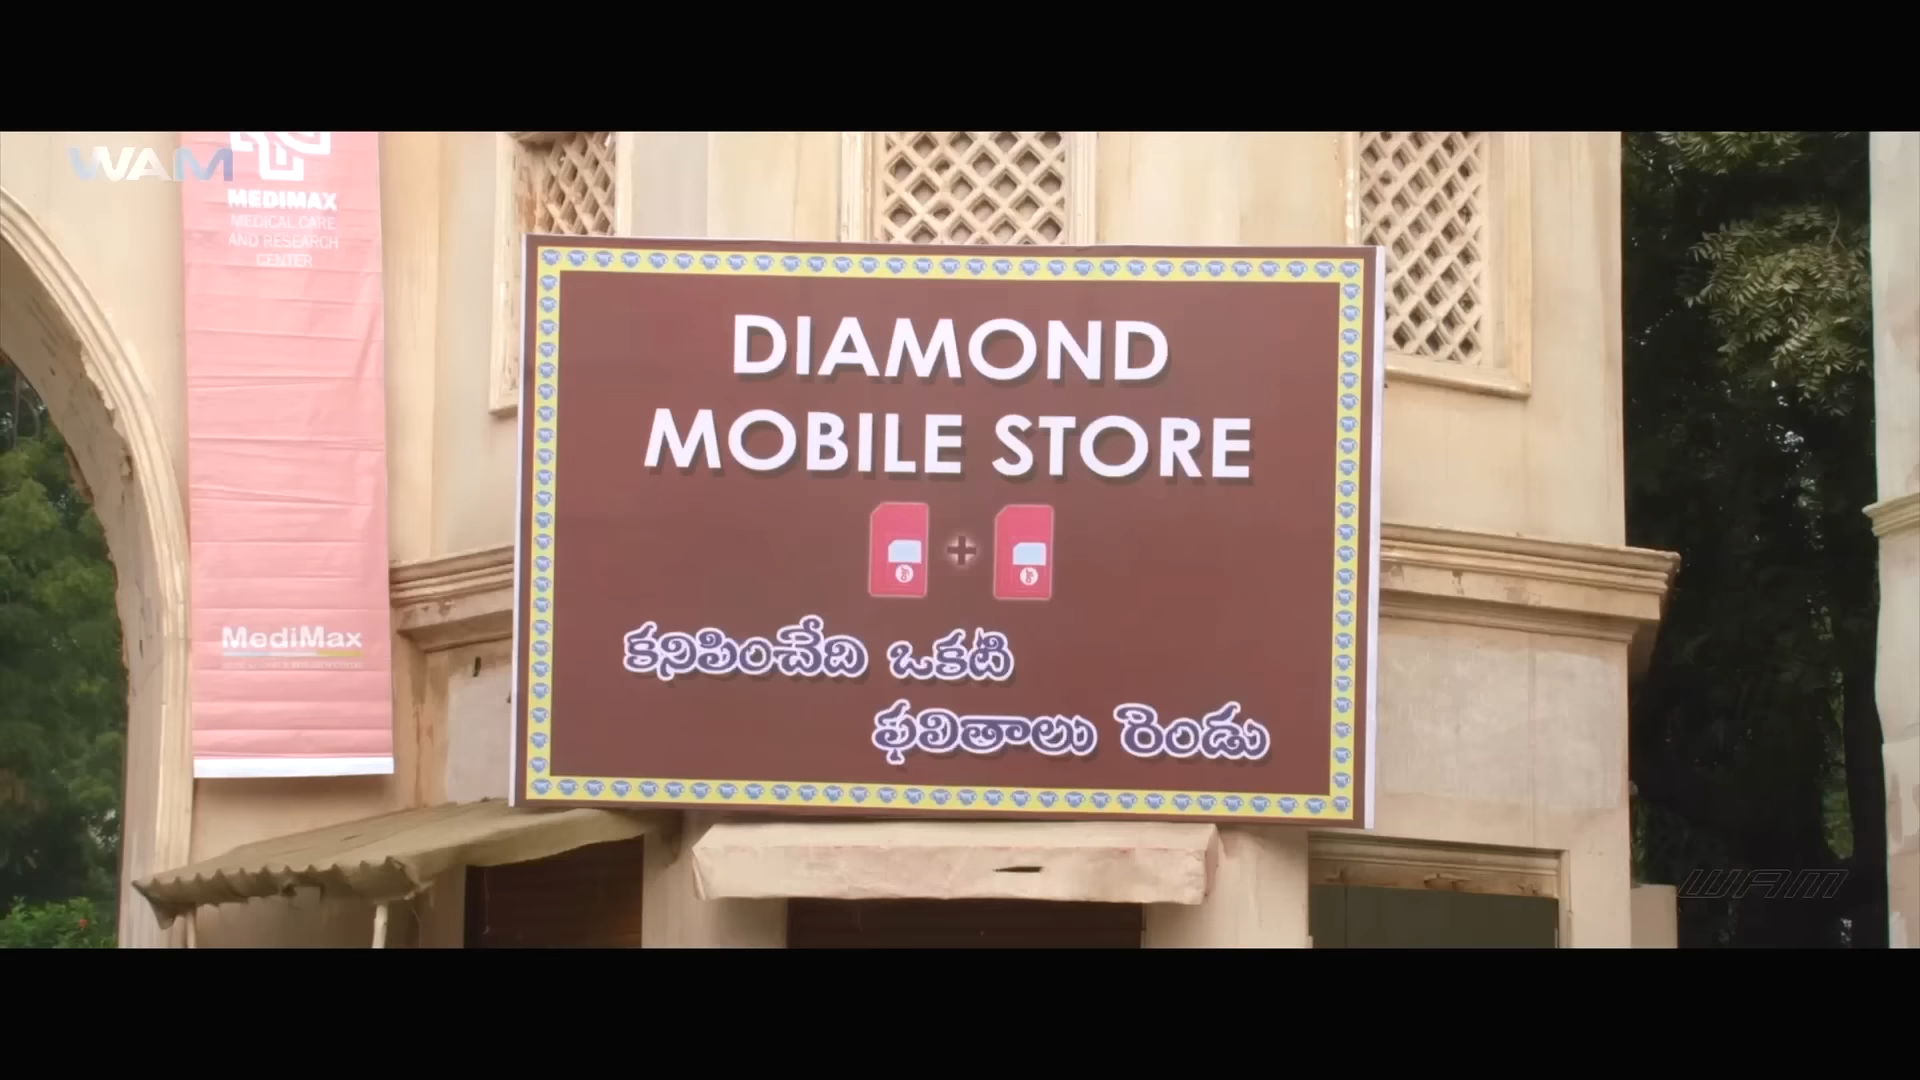 WAM
MEDIMAX
MEDICAL CARE
AND RESEARCH
CENTER
MediMax
DIAMOND
MOBILE STORE
కనిపించేది ఒకటి
ఫలితాలు రెండు
WAM